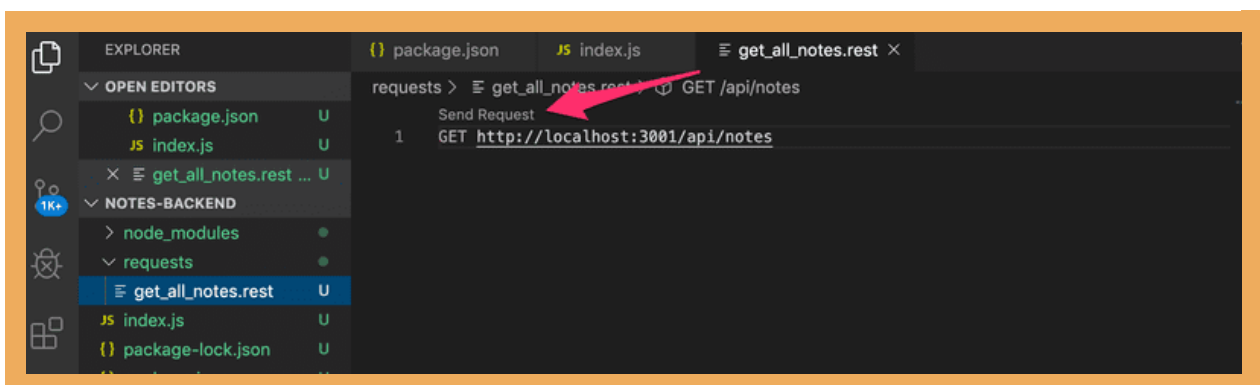 EXPLORER
OPEN EDITORS
{} package.json U
JS index.js U
get_all_notes.rest ... U
1K+
NOTES-BACKEND
node_modules
requests
get_all_notes.rest U
JS index.js U
{} package-lock.json U
{} package.json
JS index.js
get_all_notes.rest
requests > get_all_notes.rest > GET /api/notes
Send Request
1 GET http://localhost:3001/api/notes